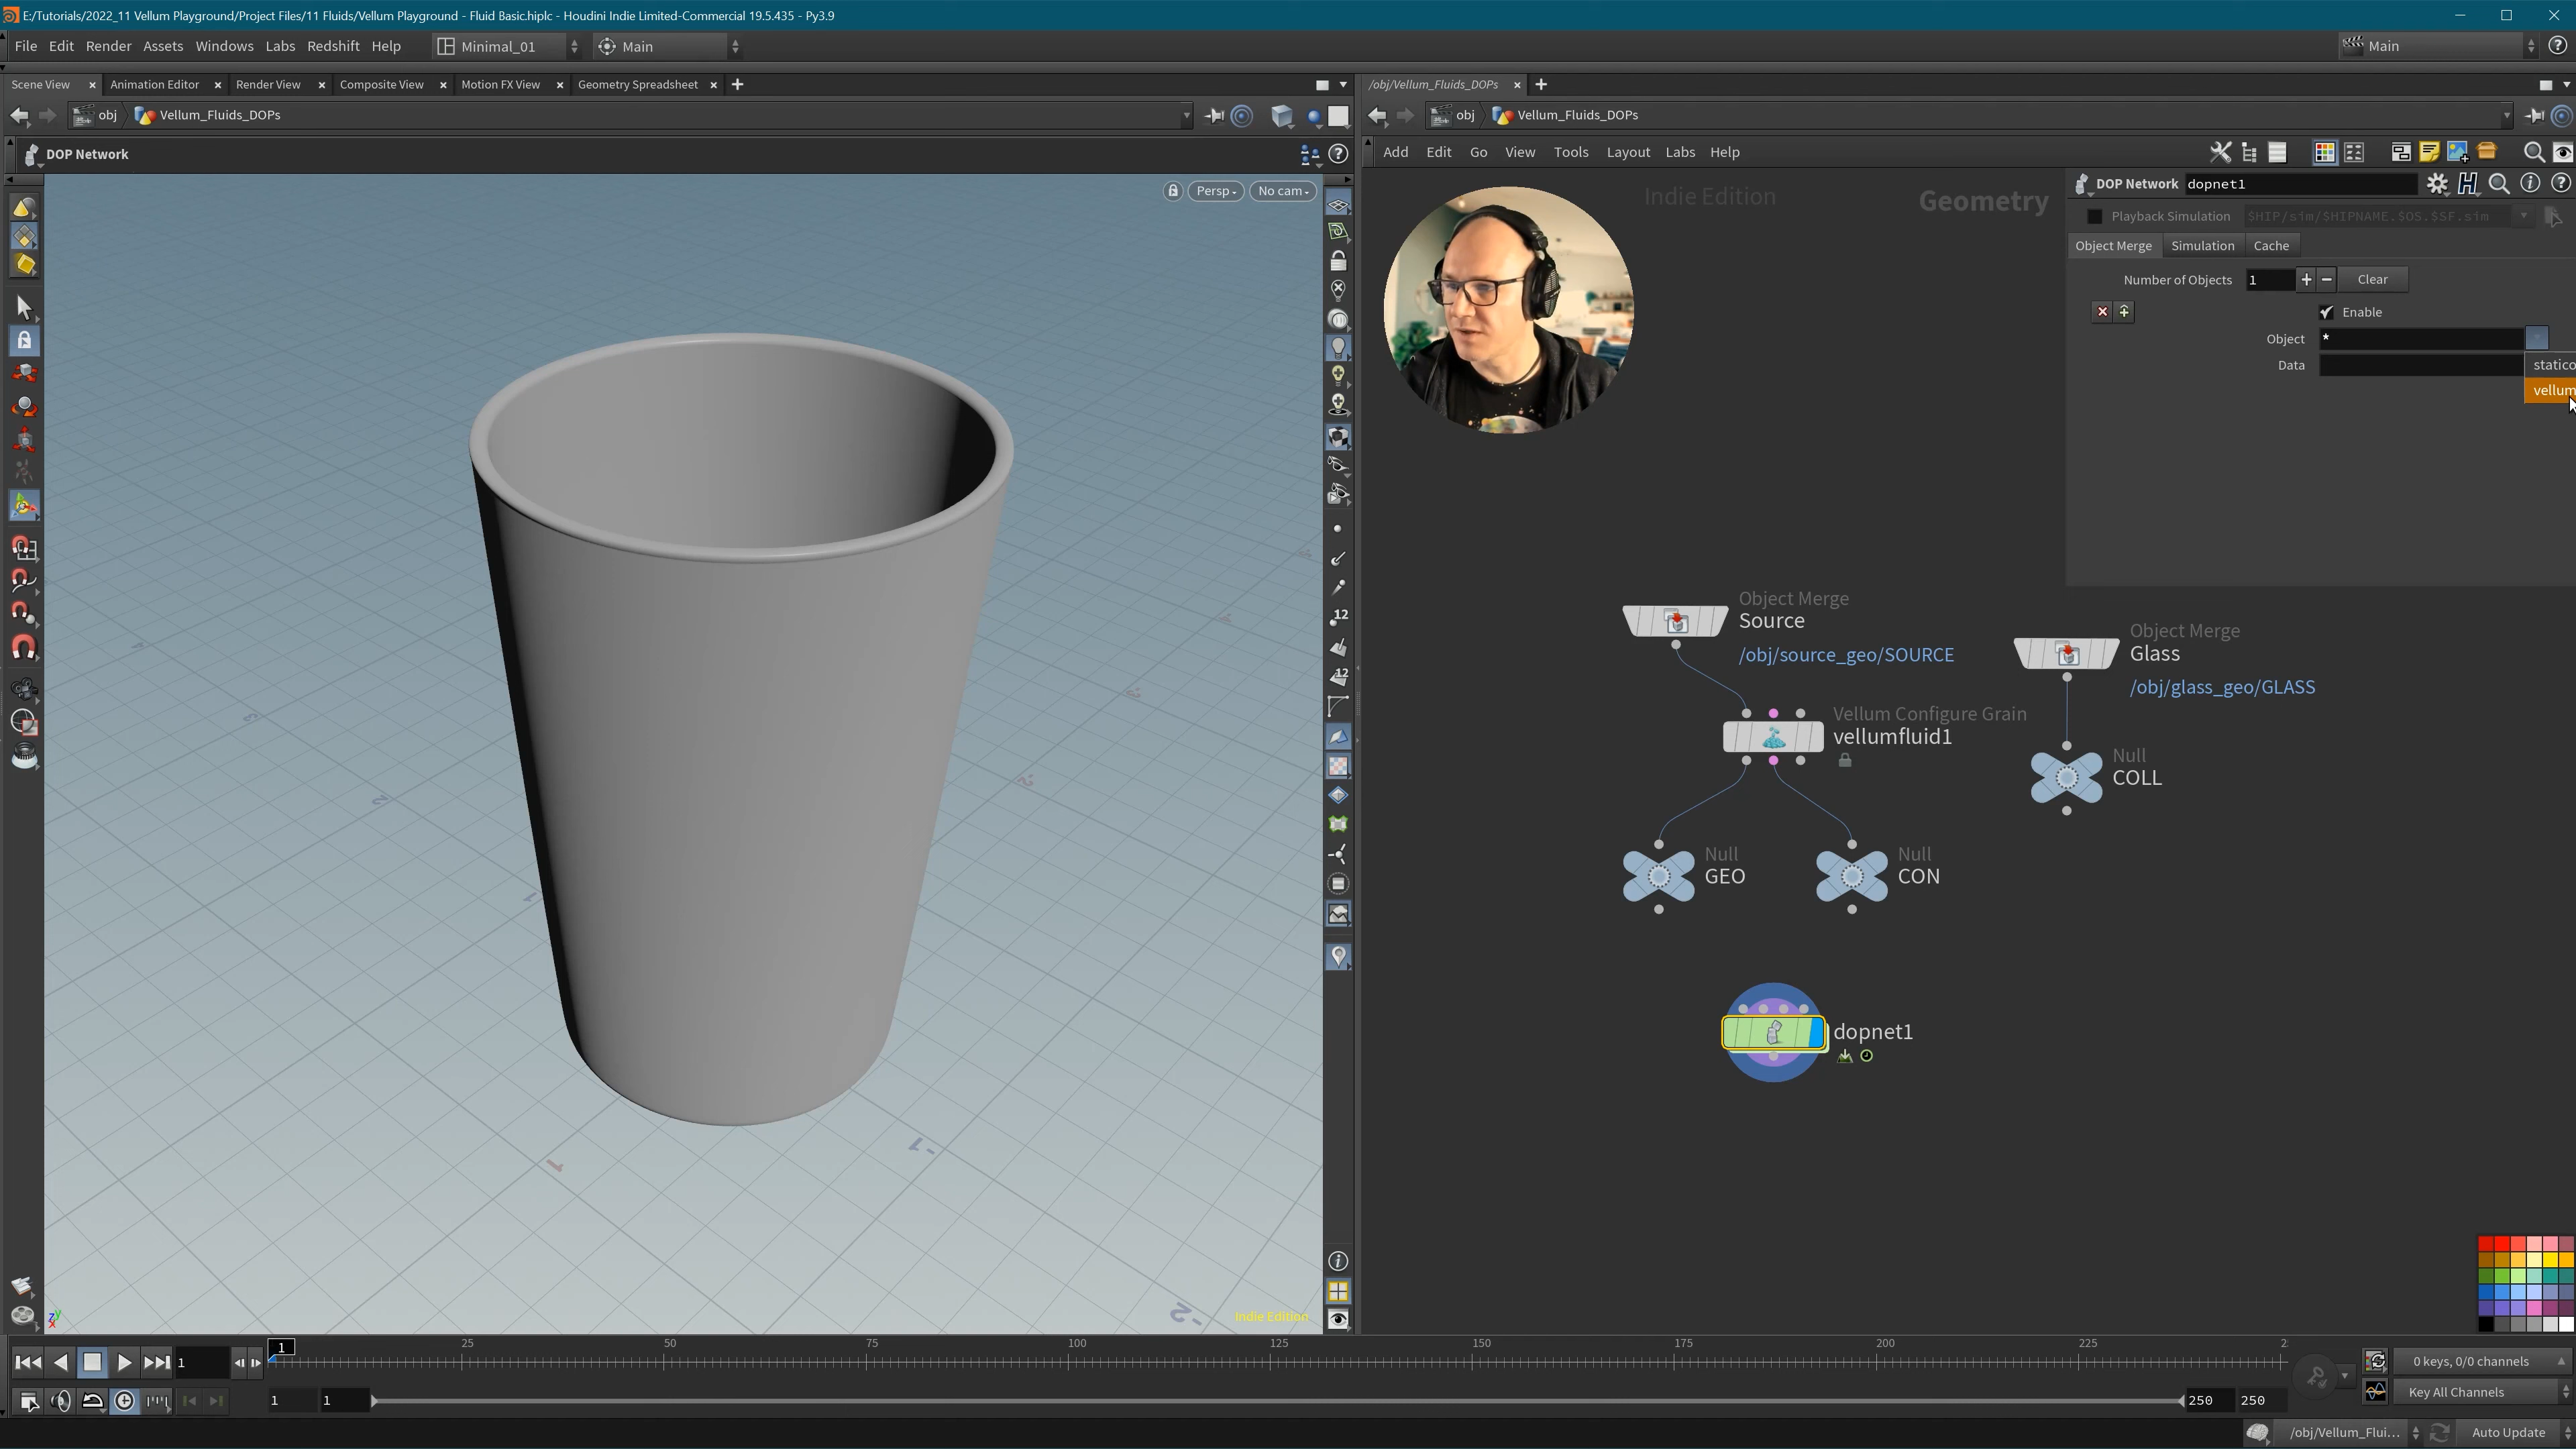 E:/Tutorials/2022_11 Vellum Playground/Project Files/11 Fluids/Vellum Playground - Fluid Basic.hiplc - Houdini Indie Limited-Commercial 19.5.435 - Py3.9
File Edit Render Assets Windows Labs Redshift Help Minimal_01 Main Main
Scene View Animation Editor Render View Composite View Motion FX View Geometry Spreadsheet
/obj/Vellum_Fluids_DOPs
obj Vellum_Fluids_DOPs
obj Vellum_Fluids_DOPs
DOP Network
Add Edit Go View Tools Layout Labs Help
Persp No cam
Indie Edition
Geometry
DOP Network dopnet1
Playback Simulation $HIP/sim/$HIPNAME.$OS.$SF.sim
Object Merge Simulation Cache
Number of Objects 1 Clear
Enable
Object *
Data
statico
vellum
Object Merge
Source
/obj/source_geo/SOURCE
Object Merge
Glass
/obj/glass_geo/GLASS
Vellum Configure Grain
vellumfluid1
Null
COLL
Null
GEO
Null
CON
dopnet1
12
12
Indie Edition
1 1 25 50 75 100 125 150 175 200 225 2
0 keys, 0/0 channels
1 1 250 250
Key All Channels
/obj/Vellum_Flui... Auto Update